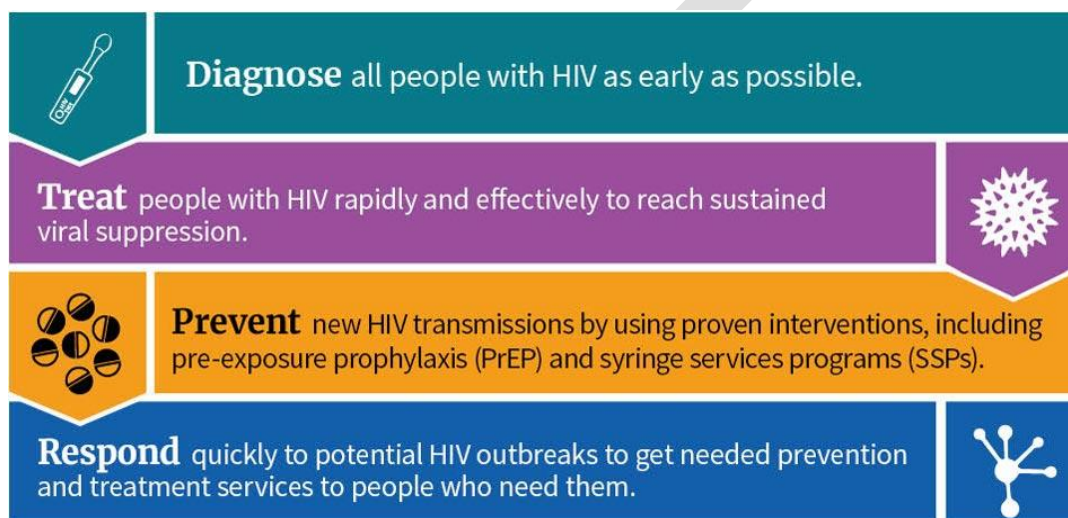 Diagnose all people with HIV as early as possible.
Treat people with HIV rapidly and effectively to reach sustained
viral suppression.
Prevent new HIV transmissions by using proven interventions, including
pre-exposure prophylaxis (PrEP) and syringe services programs (SSPs).
Respond quickly to potential HIV outbreaks to get needed prevention
and treatment services to people who need them.